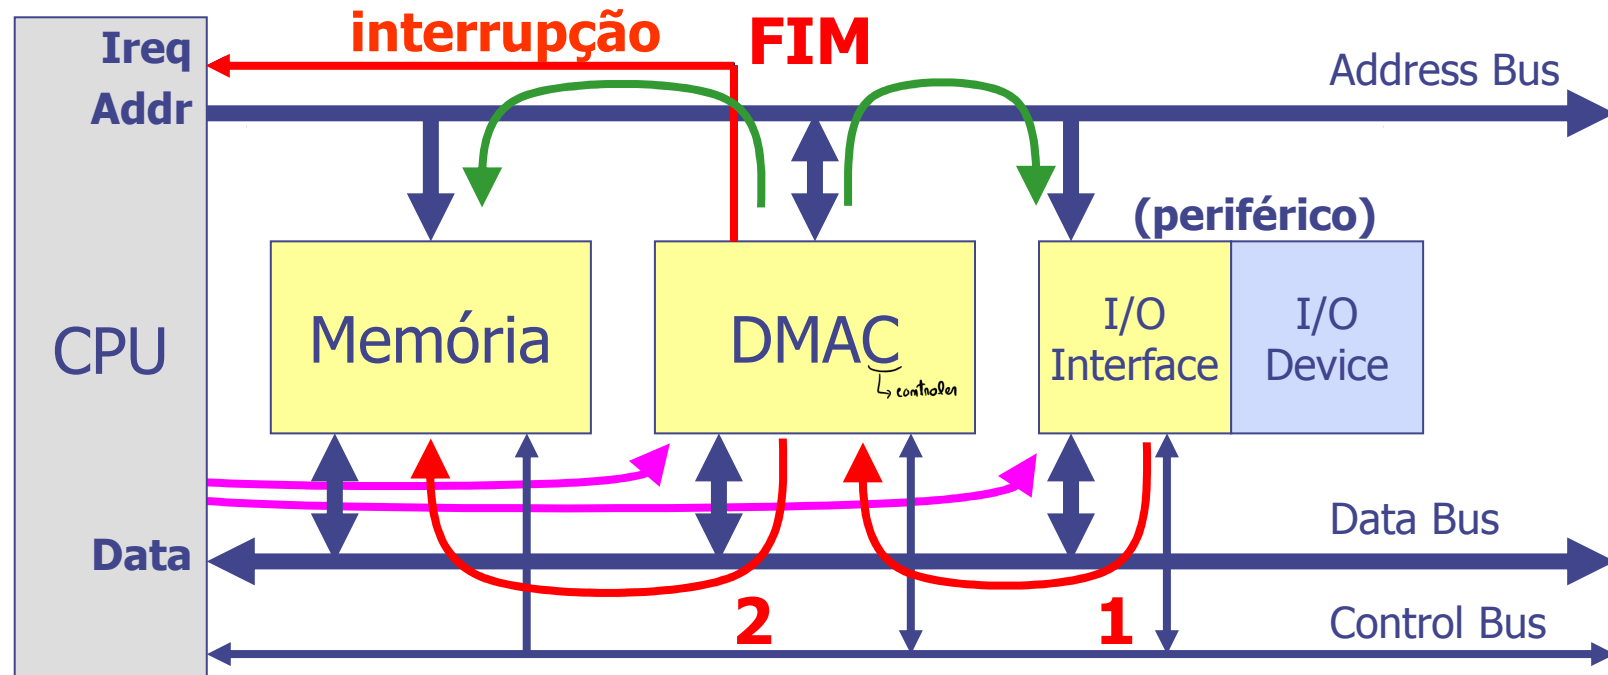 Ireq
interrupção
FIM
Address Bus
Addr
(periférico)
CPU
Memória
DMAC
controler
I/O
Interface
I/O
Device
Data
Data Bus
2
1
Control Bus